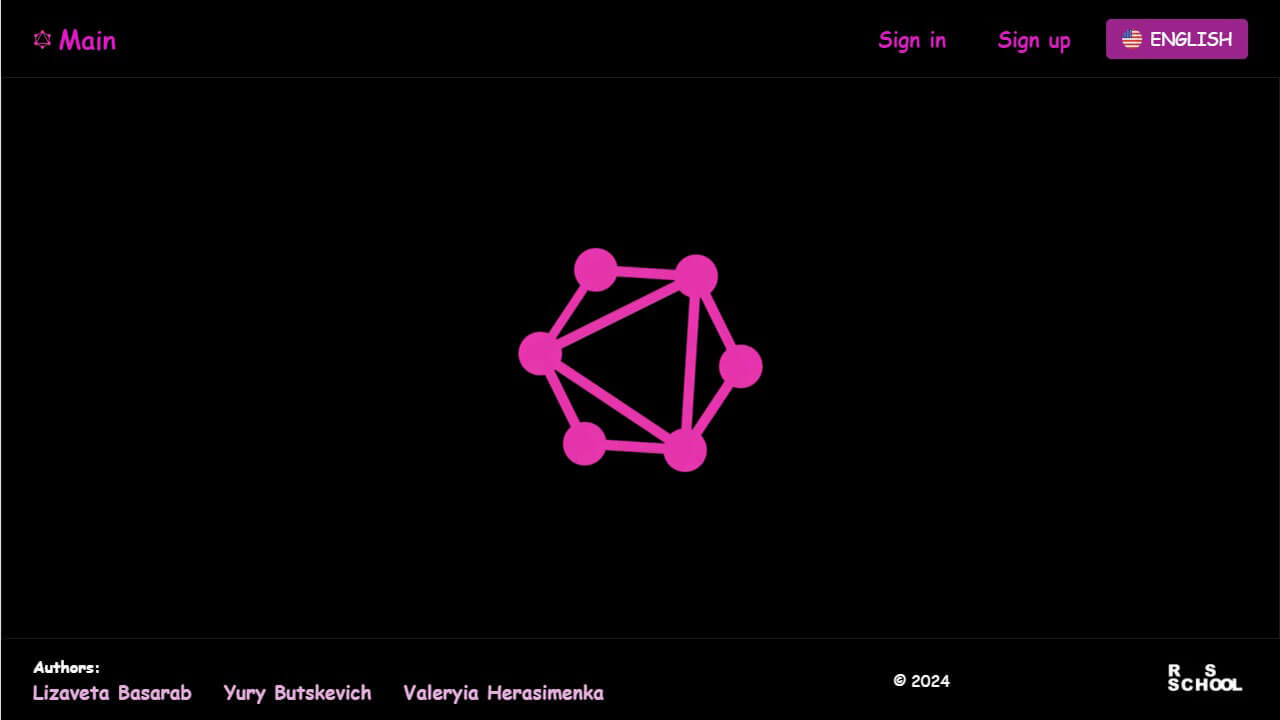 Main
Sign in
Sign up
ENGLISH
Authors:
Lizaveta Basarab
Yury Butskevich
Valeryia Herasimenka
© 2024
R S
SCHOOL